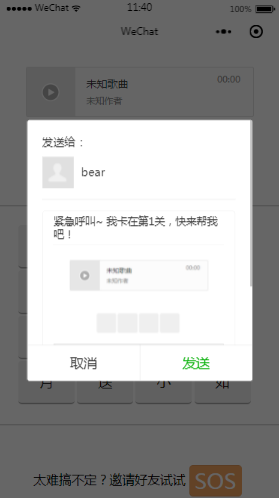 WeChat 11:40 100%
WeChat
未知歌曲 00:00
未知作者
发送给：
bear
紧急呼叫~ 我卡在第1关，快来帮我
吧！
未知歌曲 00:00
未知作者
取消 发送
月 送 小 如
太难搞不定？邀请好友试试 SOS